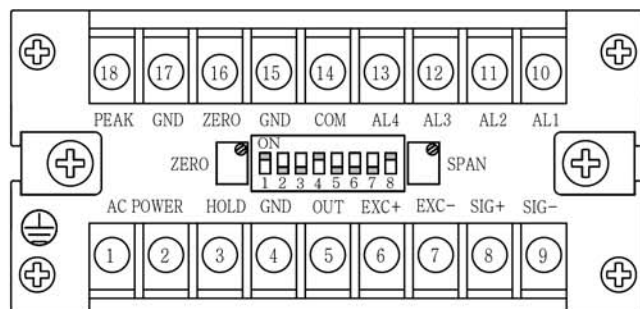 18 17 16 15 14 13 12 11 10
PEAK GND ZERO GND COM AL4 AL3 AL2 AL1
ON
ZERO SPAN
1 2 3 4 5 6 7 8
AC POWER HOLD GND OUT EXC+ EXC- SIG+ SIG-
1 2 3 4 5 6 7 8 9